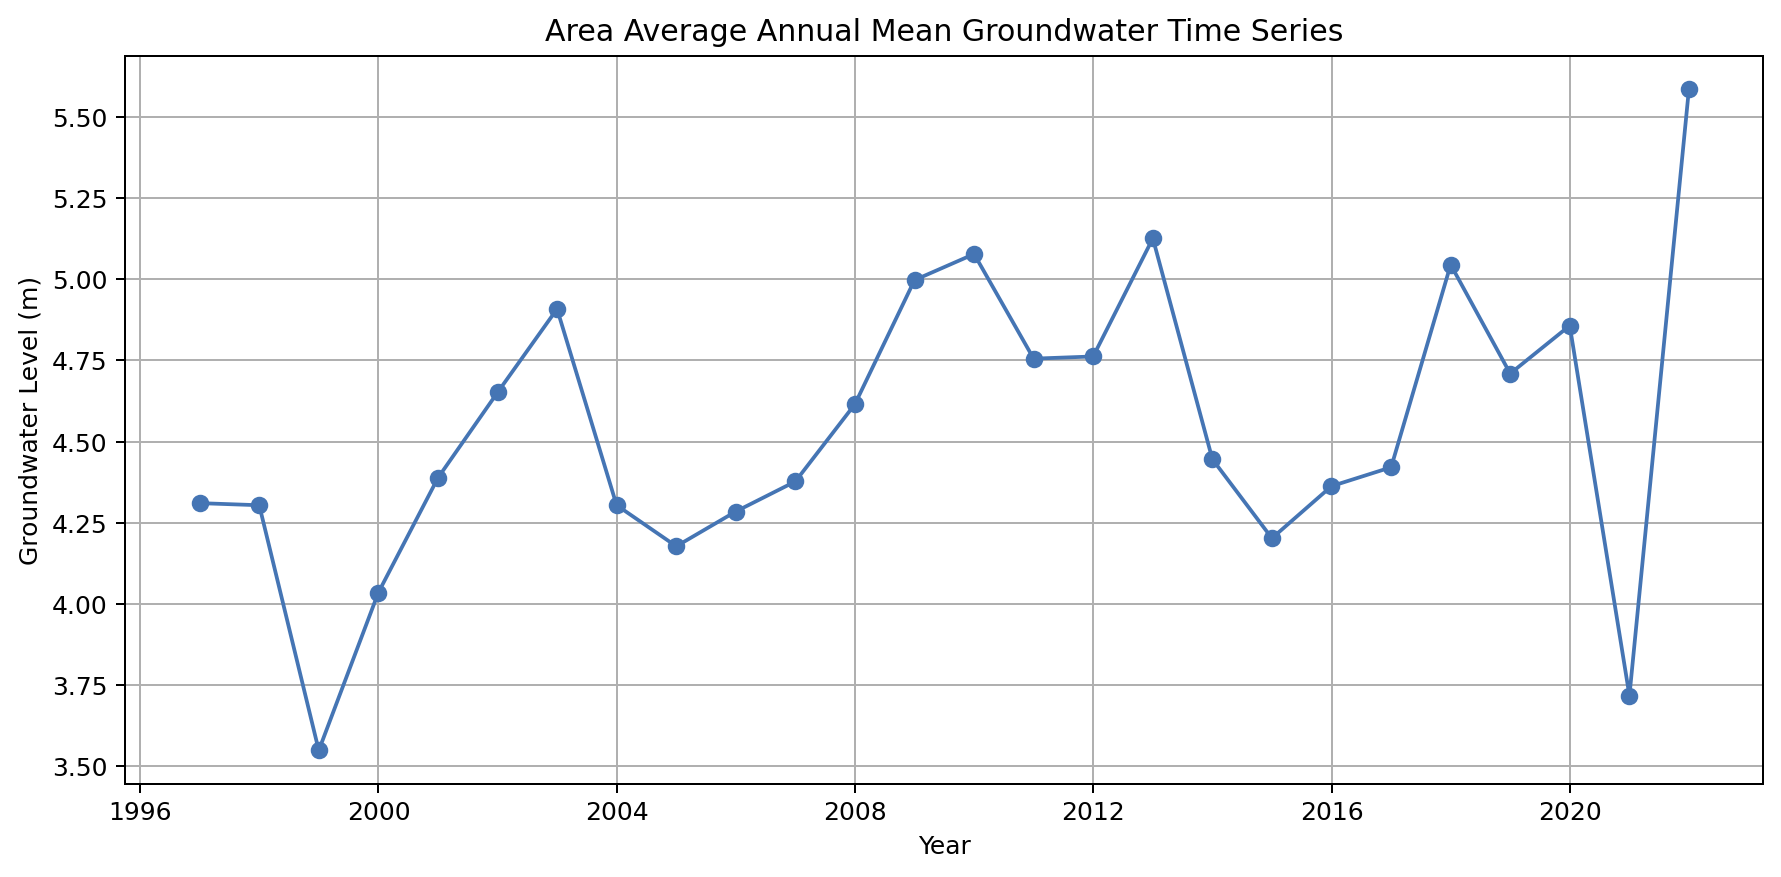 Area Average Annual Mean Groundwater Time Series
Groundwater Level (m)
5.50
5.25
5.00
4.75
4.50
4.25
4.00
3.75
3.50
1996 2000 2004 2008 2012 2016 2020
Year